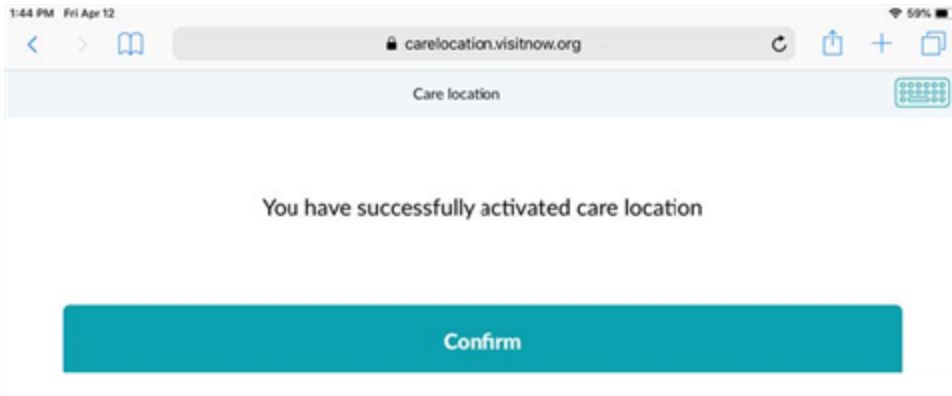 1:44 PM Fri Apr 12 59%
carelocation.visitnow.org
Care location
You have successfully activated care location
Confirm